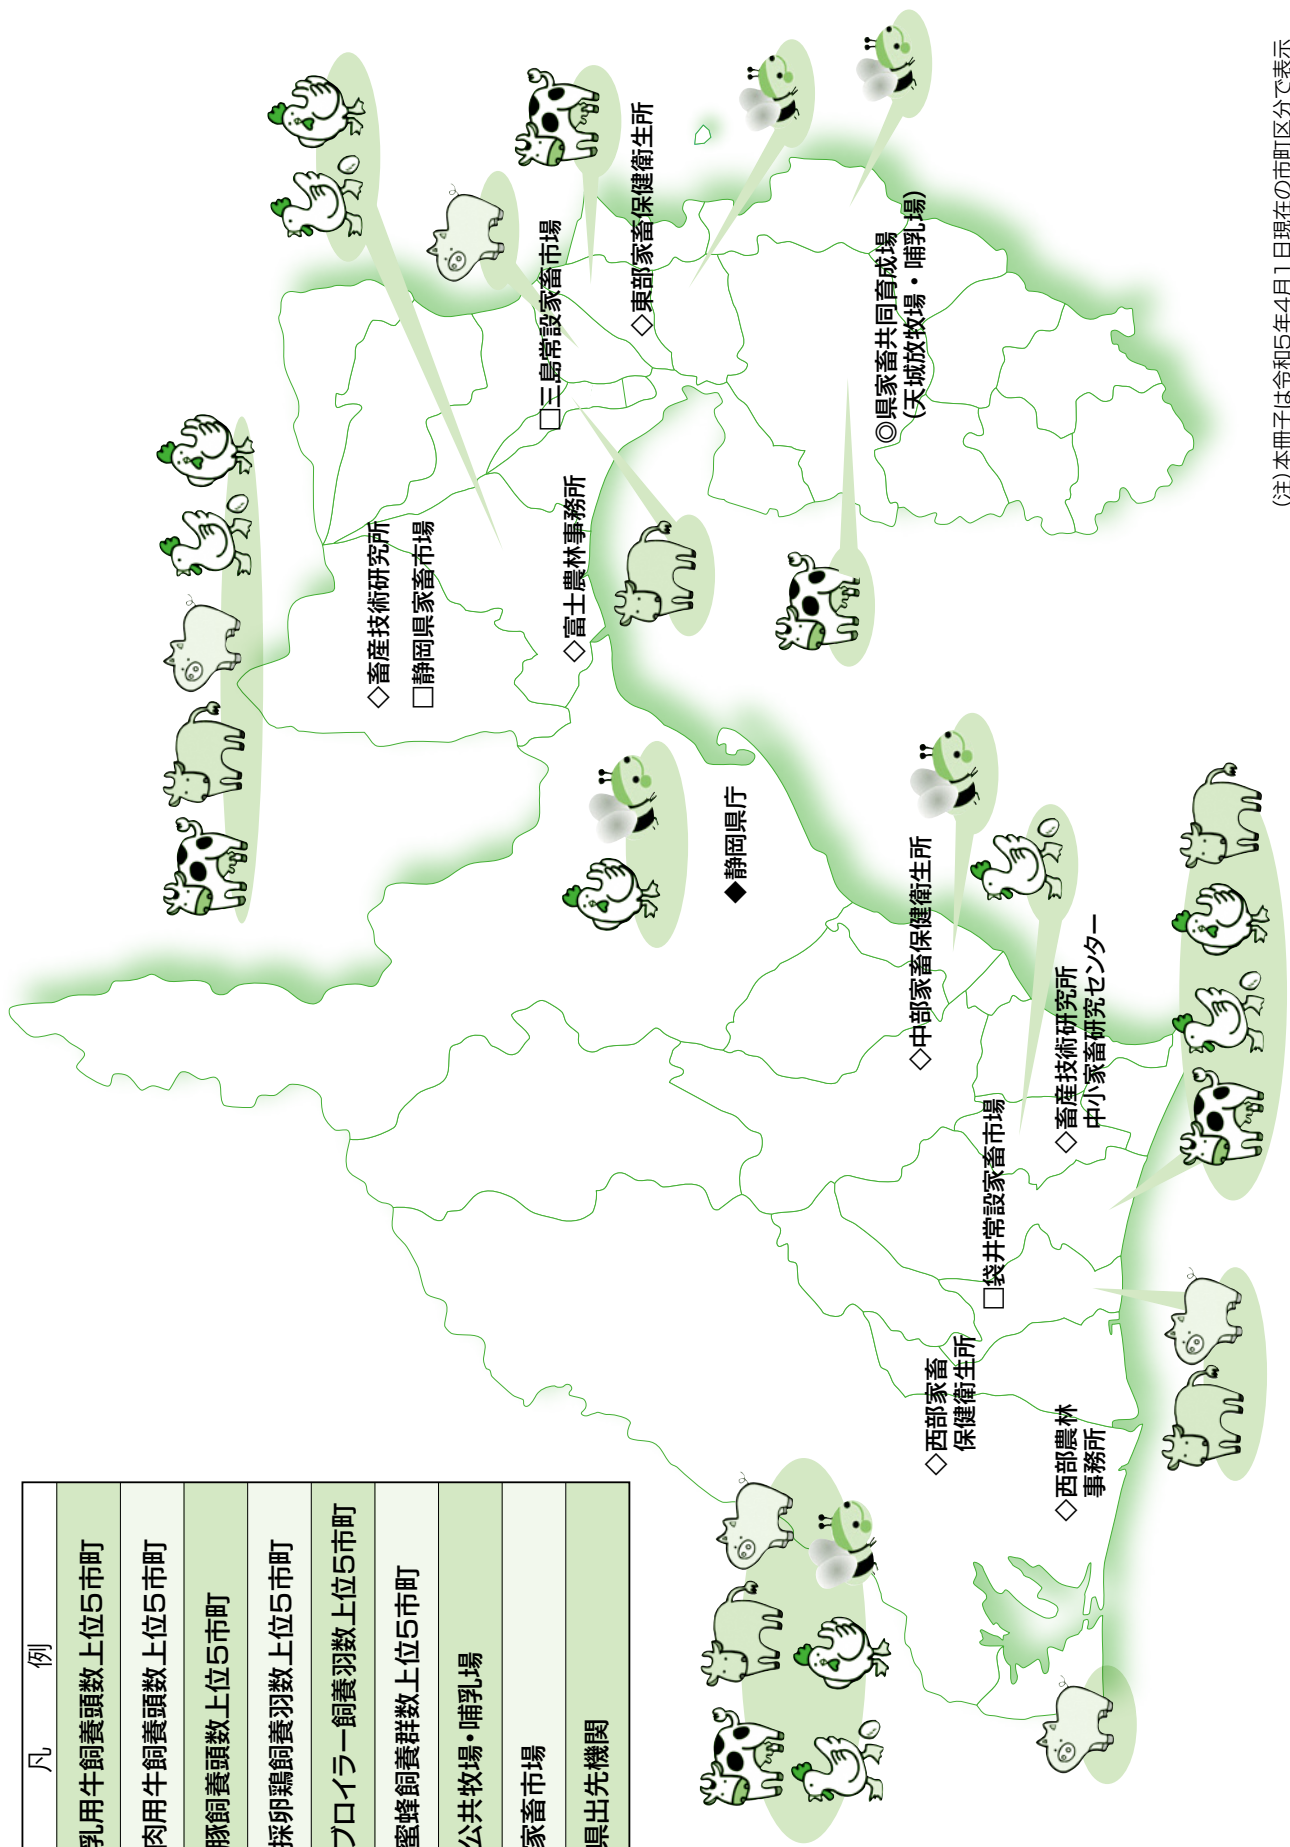 凡　例
乳用牛飼養頭数上位5市町
肉用牛飼養頭数上位5市町
豚飼養頭数上位5市町
採卵鶏飼養羽数上位5市町
ブロイラー飼養羽数上位5市町
蜜蜂飼養群数上位5市町
公共牧場・哺乳場
家畜市場
県出先機関
◇畜産技術研究所
□静岡県家畜市場
□三島常設家畜市場
◇富士農林事務所
◇東部家畜保健衛生所
◆静岡県庁
◎県家畜共同育成場
（天城放牧場・哺乳場）
◇中部家畜保健衛生所
◇西部家畜
保健衛生所
□袋井常設家畜市場
◇畜産技術研究所
中小家畜研究センター
◇西部農林
事務所
（注）本冊子は令和5年4月1日現在の市町区分で表示